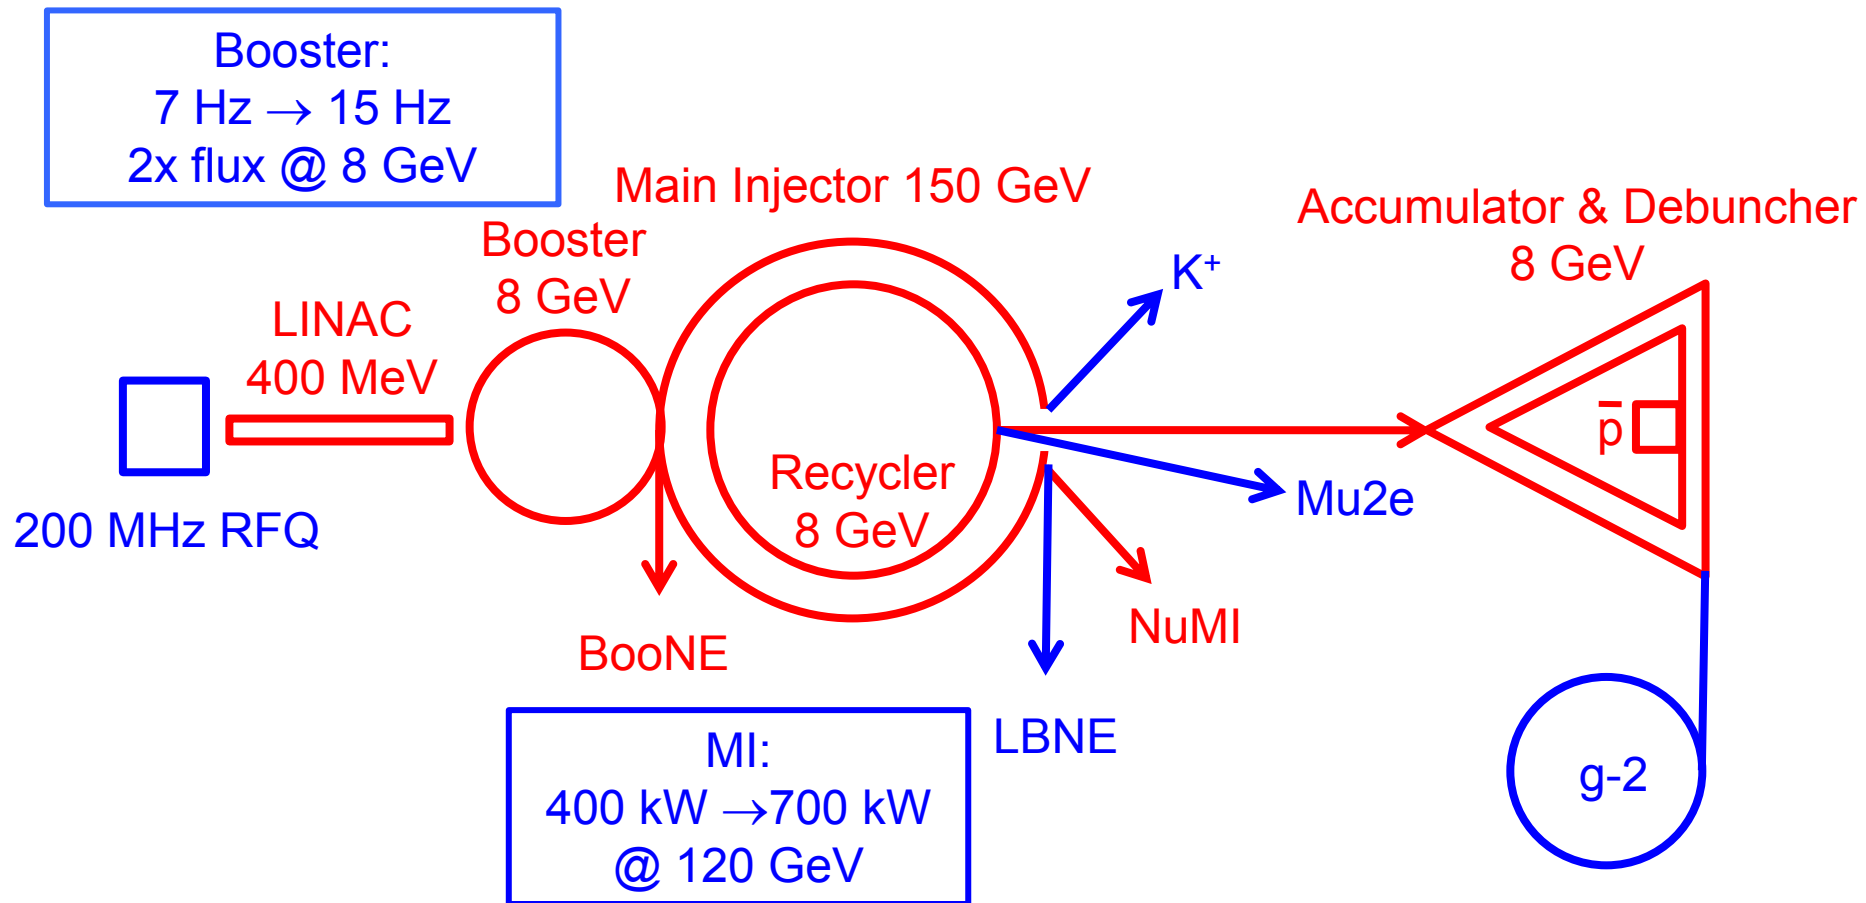 Booster:
7 Hz → 15 Hz
2x flux @ 8 GeV
Main Injector 150 GeV
Accumulator & Debuncher
8 GeV
Booster
8 GeV
K⁺
LINAC
400 MeV
p̄
Recycler
8 GeV
Mu2e
200 MHz RFQ
NuMI
BooNE
LBNE
MI:
400 kW →700 kW
@ 120 GeV
g-2